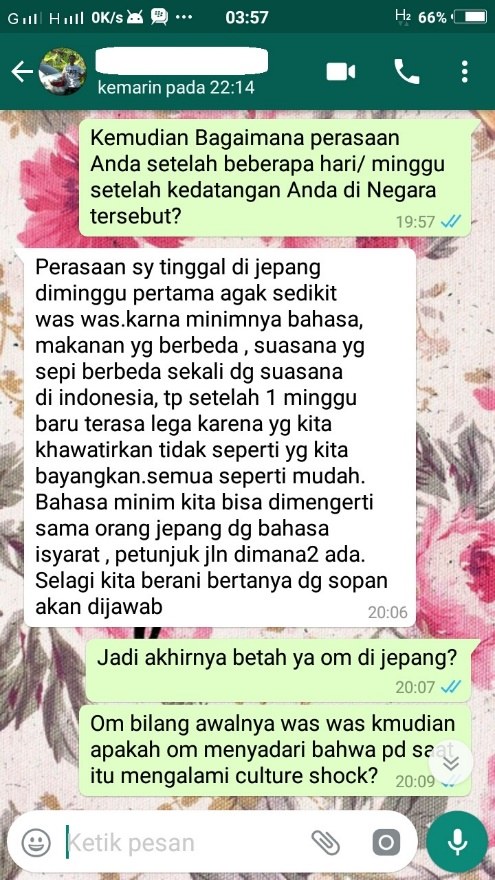 G H 0K/s 03:57 H2 66%
kemarin pada 22:14
Kemudian Bagaimana perasaan
Anda setelah beberapa hari/ minggu
setelah kedatangan Anda di Negara
tersebut?
19:57
Perasaan sy tinggal di jepang
diminggu pertama agak sedikit
was was.karna minimnya bahasa,
makanan yg berbeda , suasana yg
sepi berbeda sekali dg suasana
di indonesia, tp setelah 1 minggu
baru terasa lega karena yg kita
khawatirkan tidak seperti yg kita
bayangkan.semua seperti mudah.
Bahasa minim kita bisa dimengerti
sama orang jepang dg bahasa
isyarat , petunjuk jln dimana2 ada.
Selagi kita berani bertanya dg sopan
akan dijawab
20:06
Jadi akhirnya betah ya om di jepang?
20:07
Om bilang awalnya was was kmudian
apakah om menyadari bahwa pd saat
itu mengalami culture shock?
20:09
Ketik pesan